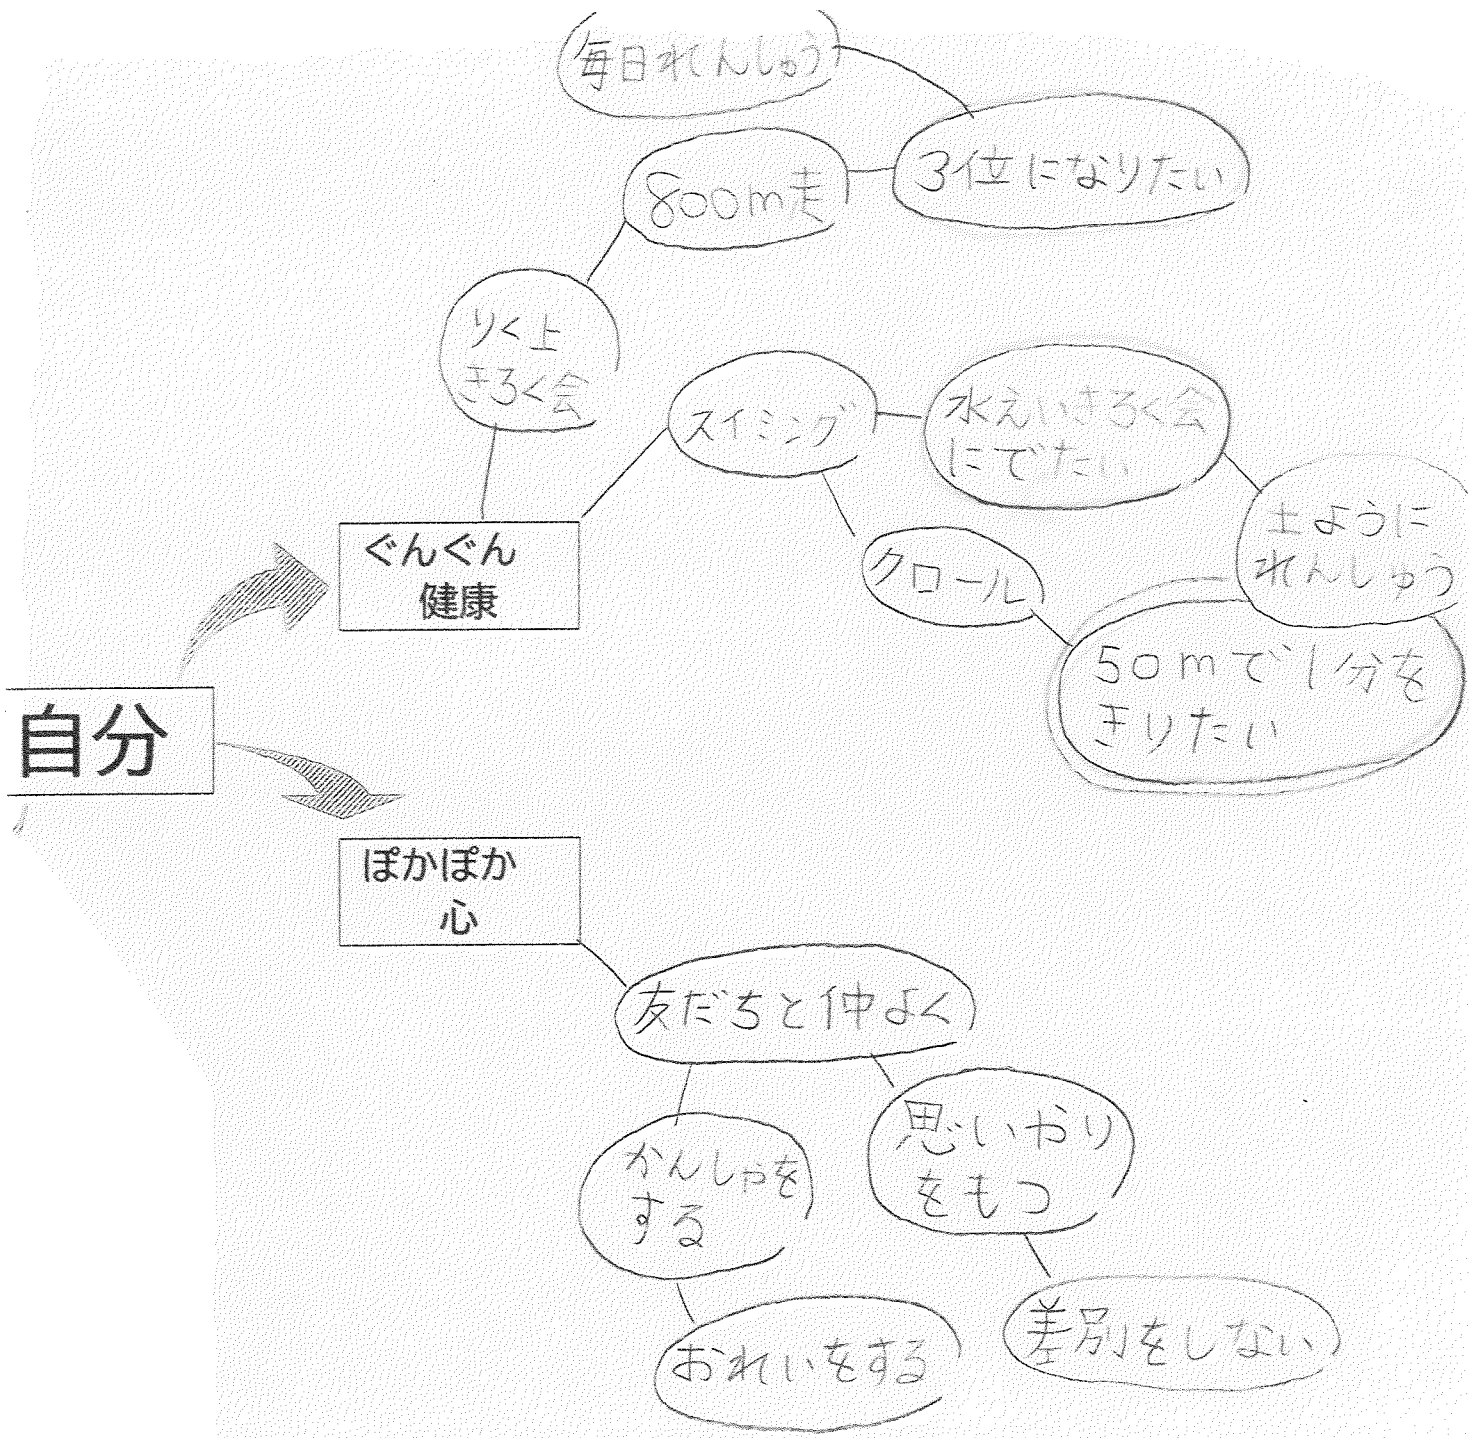 毎日れんしゅう
3位になりたい
800m走
りく上
きろく会
スイミング
水えいきろく会
にでたい
土ように
れんしゅう
クロール
50mで1分を
きりたい
ぐんぐん
健康
自分
ぽかぽか
心
友だちと仲よく
思いやり
をもつ
かんしゃを
する
差別をしない
おれいをする